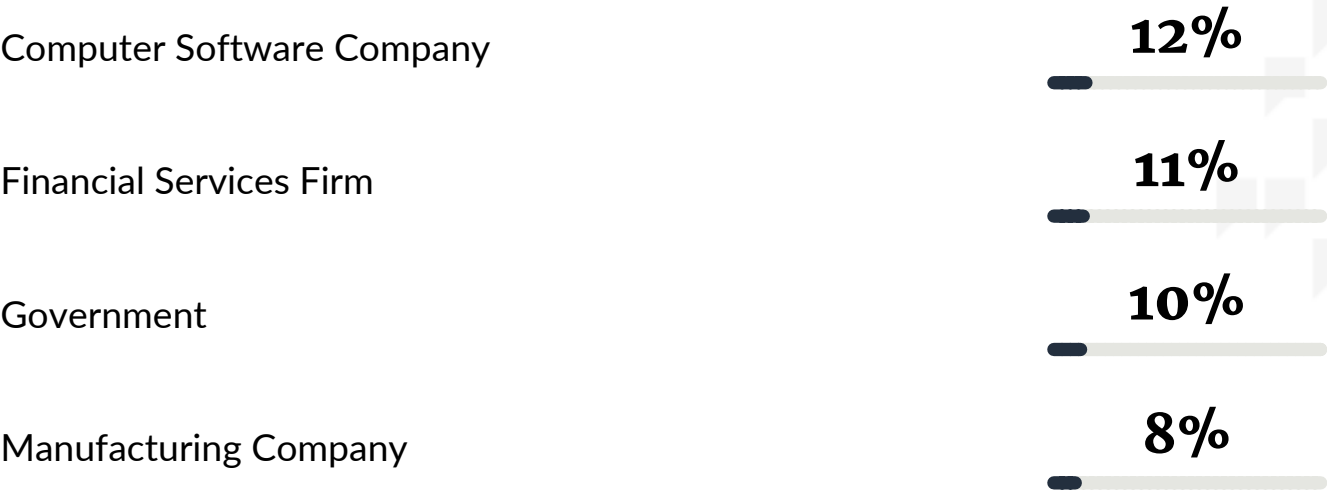 Computer Software Company 12%
Financial Services Firm 11%
Government 10%
Manufacturing Company 8%